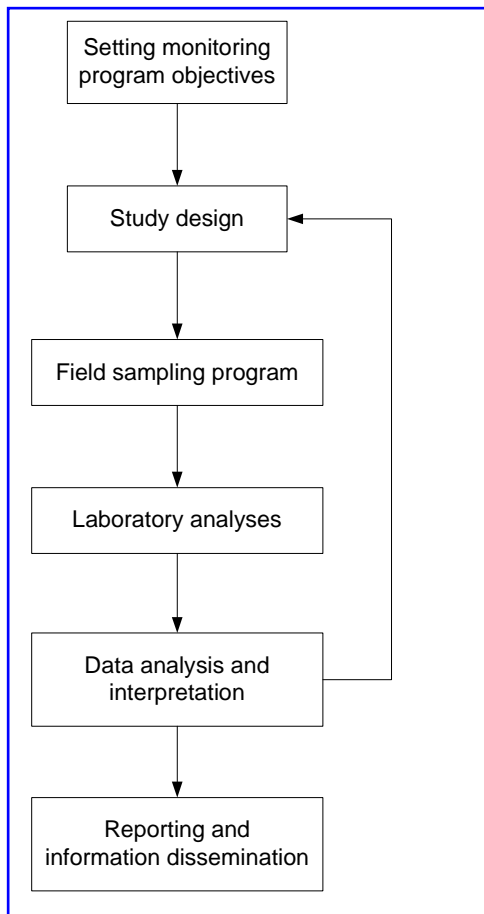 Setting monitoring
program objectives
Study design
Field sampling program
Laboratory analyses
Data analysis and
interpretation
Reporting and
information dissemination